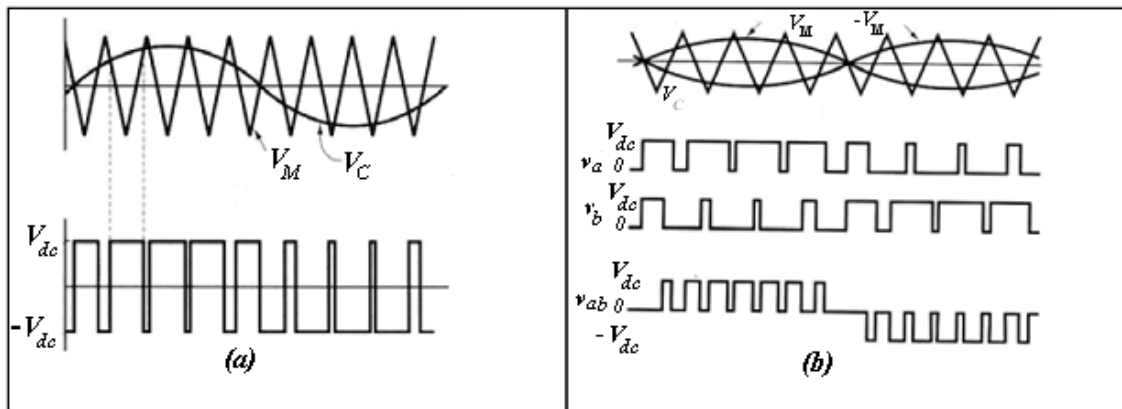 V_M V_C
V_dc
-V_dc
(a)
V_M -V_M
V_C
V_dc
v_a 0
V_dc
v_b 0
V_dc
v_ab 0
-V_dc
(b)